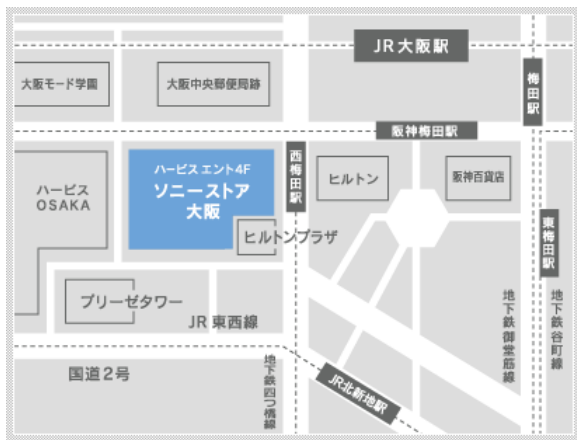 JR大阪駅
大阪モード学園
大阪中央郵便局跡
梅田駅
阪神梅田駅
ハービス
OSAKA
ハービス エント4F
ソニーストア
大阪
西梅田駅
ヒルトン
阪神百貨店
ヒルトンプラザ
東梅田駅
ブリーゼタワー
JR 東西線
地下鉄御堂筋線
地下鉄谷町線
国道2号
地下鉄四つ橋線
JR北新地駅